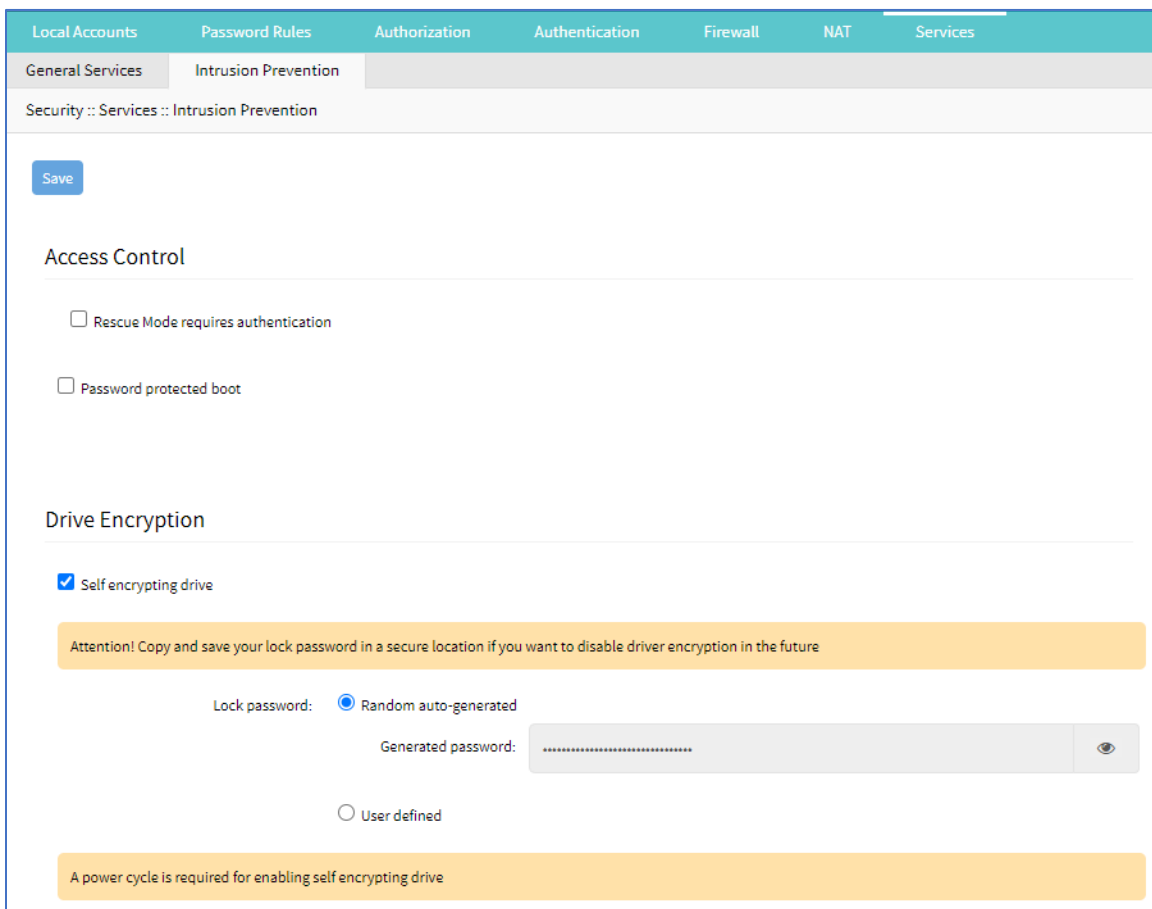 Local Accounts Password Rules Authorization Authentication Firewall NAT Services
General Services Intrusion Prevention
Security :: Services :: Intrusion Prevention
Save
Access Control
Rescue Mode requires authentication
Password protected boot
Drive Encryption
Self encrypting drive
Attention! Copy and save your lock password in a secure location if you want to disable driver encryption in the future
Lock password: Random auto-generated
Generated password: ••••••••••••••••••••••••••••••••
User defined
A power cycle is required for enabling self encrypting drive